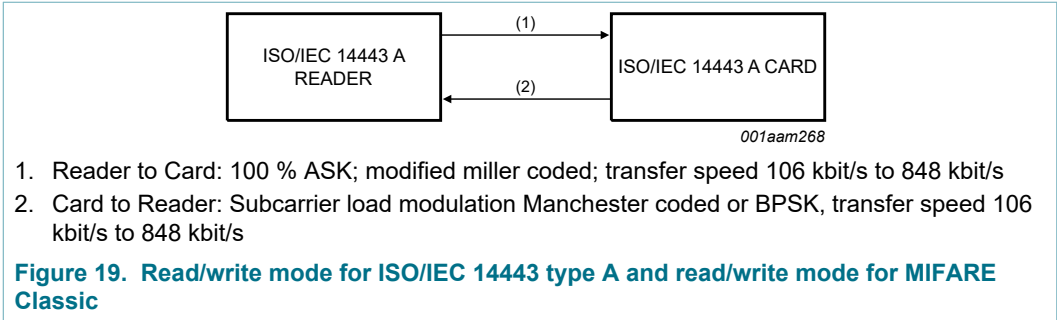 (1)
ISO/IEC 14443 A
READER
ISO/IEC 14443 A CARD
(2)
001aam268
1. Reader to Card: 100 % ASK; modified miller coded; transfer speed 106 kbit/s to 848 kbit/s
2. Card to Reader: Subcarrier load modulation Manchester coded or BPSK, transfer speed 106
kbit/s to 848 kbit/s
Figure 19. Read/write mode for ISO/IEC 14443 type A and read/write mode for MIFARE
Classic